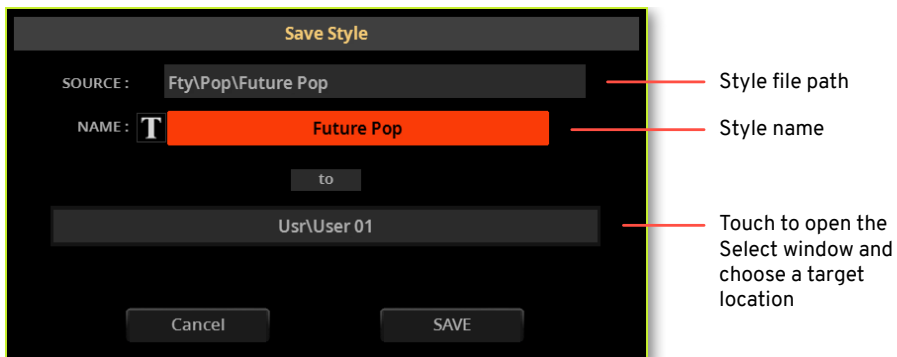 Save Style
SOURCE : Fty\Pop\Future Pop
Style file path
NAME : T Future Pop
Style name
to
Usr\User 01
Touch to open the
Select window and
choose a target
location
Cancel SAVE